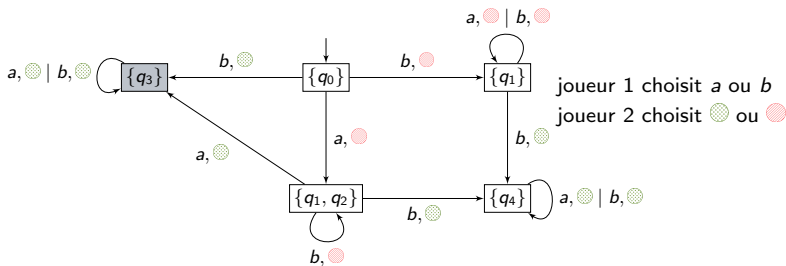 a, | b,
a, | b,
{q3}
b,
{q0}
b,
{q1}
joueur 1 choisit a ou b
joueur 2 choisit ou
a,
a,
b,
{q1, q2}
b,
{q4}
a, | b,
b,